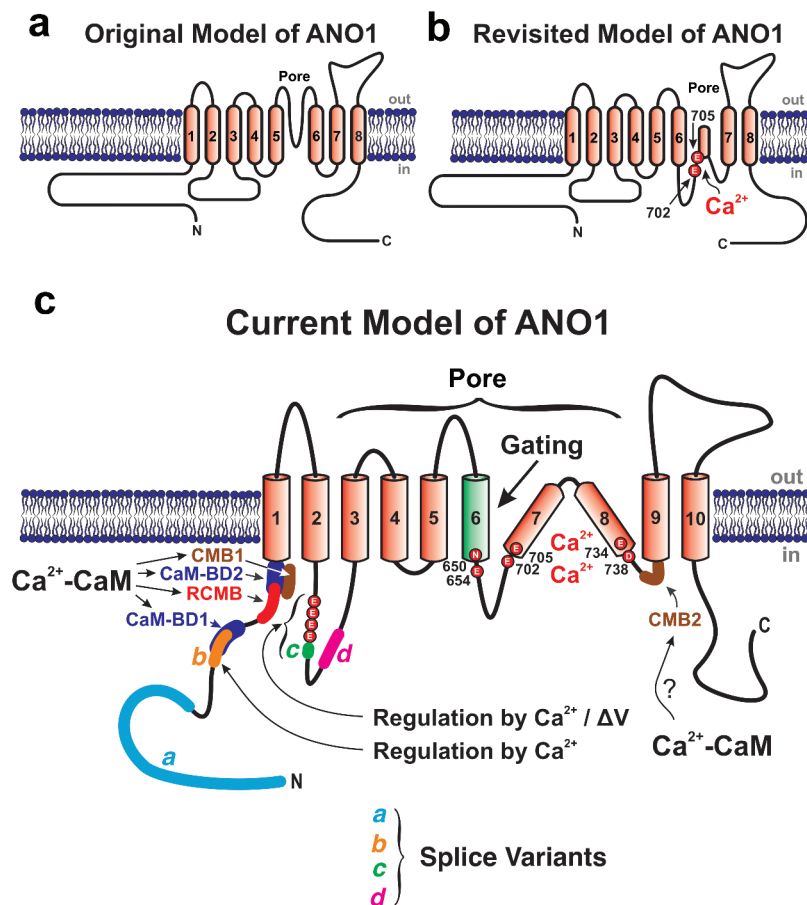 a Original Model of ANO1
Pore
out
1 2 3 4 5 6 7 8
in
N
C
b Revisited Model of ANO1
Pore
705
out
1 2 3 4 5 6 7 8
in
E
E
702
Ca2+
N
C
c
Current Model of ANO1
Pore
Gating
out
1 2 3 4 5 6 7 8 9 10
in
N
E
650
654
E
E
705
702
Ca2+
Ca2+
E
D
734
738
Ca2+-CaM
CMB1
CaM-BD2
RCMB
CaM-BD1
E
E
E
E
b
c
d
a
N
CMB2
C
?
Ca2+-CaM
Regulation by Ca2+ / ΔV
Regulation by Ca2+
a
b
c
d
Splice Variants